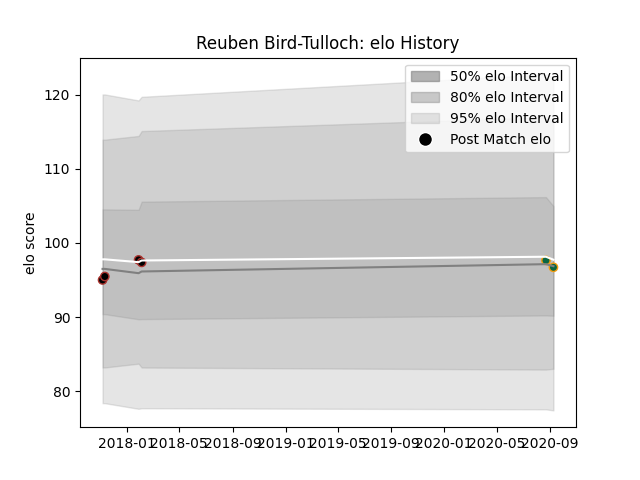 Reuben Bird-Tulloch: elo History
50% elo Interval
80% elo Interval
95% elo Interval
Post Match elo
elo score
120
110
100
90
80
2018-01 2018-05 2018-09 2019-01 2019-05 2019-09 2020-01 2020-05 2020-09